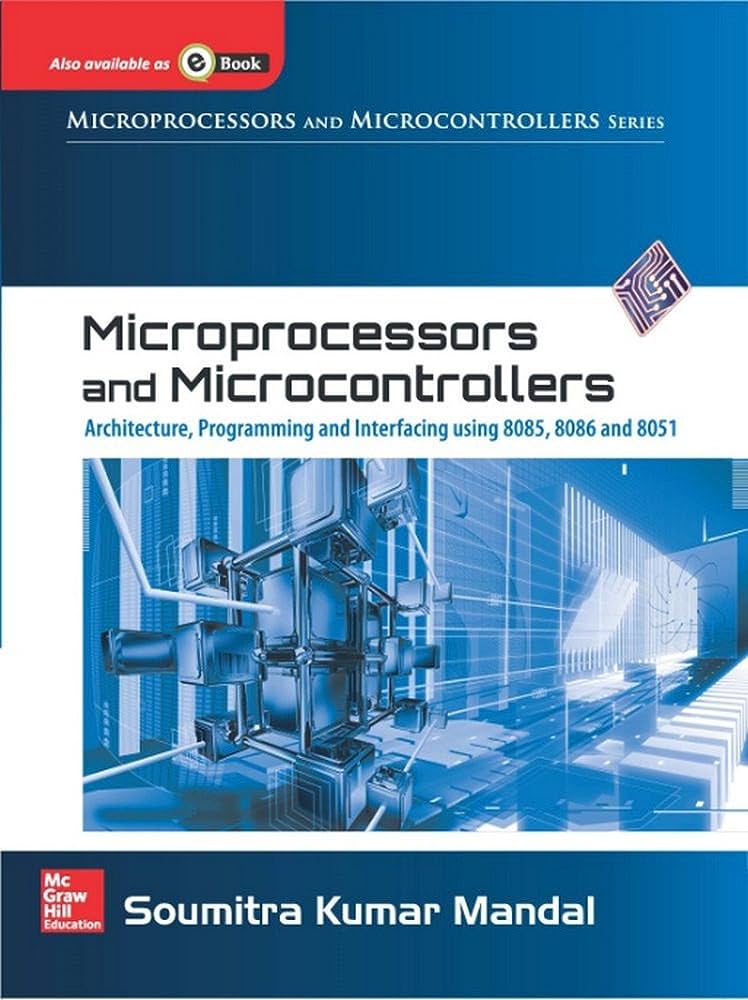 Also available as e Book
MICROPROCESSORS AND MICROCONTROLLERS SERIES
Microprocessors
and Microcontrollers
Architecture, Programming and Interfacing using 8085, 8086 and 8051
Mc
Graw
Hill
Education
Soumitra Kumar Mandal